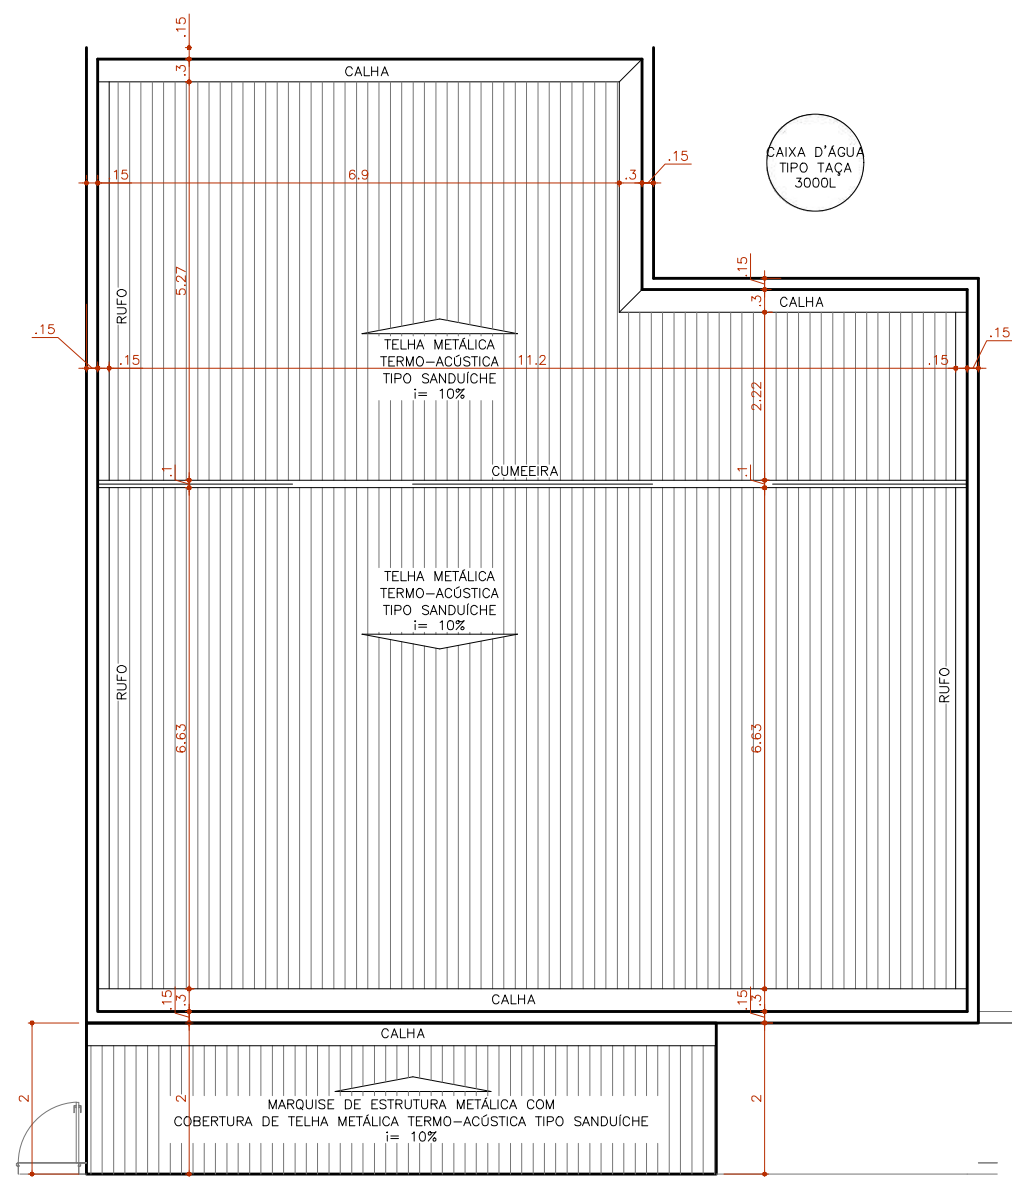 .15
.3
CALHA
CAIXA D'ÁGUA
TIPO TAÇA
3000L
.15
.15
6.9
.3
5.27
RUFO
.15
.3
CALHA
.15
.15
TELHA METÁLICA
TERMO-ACÚSTICA
TIPO SANDUÍCHE
i= 10%
11.2
.15
.15
2.22
.1
CUMEEIRA
.1
TELHA METÁLICA
TERMO-ACÚSTICA
TIPO SANDUÍCHE
i= 10%
RUFO
RUFO
6.63
6.63
.15
.3
CALHA
.15
.3
CALHA
2
2
2
MARQUISE DE ESTRUTURA METÁLICA COM
COBERTURA DE TELHA METÁLICA TERMO-ACÚSTICA TIPO SANDUÍCHE
i= 10%